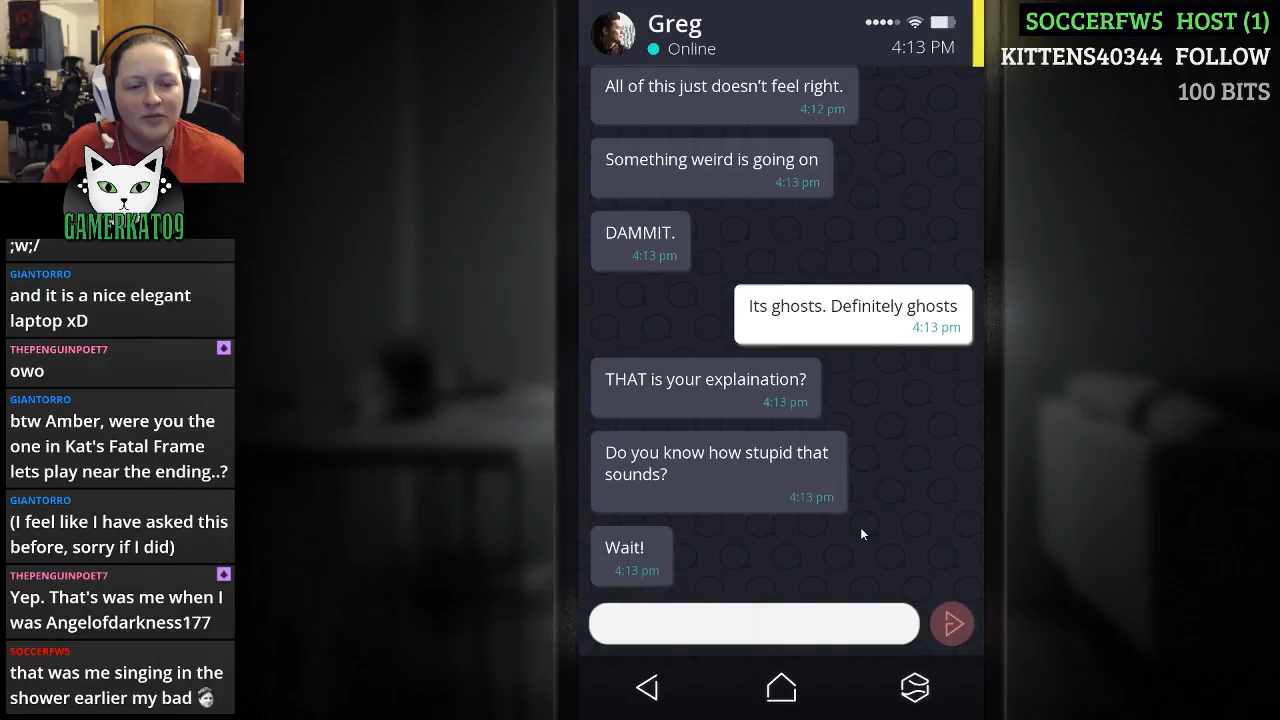 GAMERKAT09
;w;/
GIANTORRO
and it is a nice elegant
laptop xD
THEPENGUINPOET7
owo
GIANTORRO
btw Amber, were you the
one in Kat's Fatal Frame
lets play near the ending..?
GIANTORRO
(I feel like I have asked this
before, sorry if I did)
THEPENGUINPOET7
Yep. That's was me when I
was Angelofdarkness177
SOCCERFW5
that was me singing in the
shower earlier my bad
Greg
Online
4:13 PM
All of this just doesn’t feel right.
4:12 pm
Something weird is going on
4:13 pm
DAMMIT.
4:13 pm
Its ghosts. Definitely ghosts
4:13 pm
THAT is your explaination?
4:13 pm
Do you know how stupid that
sounds?
4:13 pm
Wait!
4:13 pm
SOCCERFW5 HOST (1)
KITTENS40344 FOLLOW
100 BITS